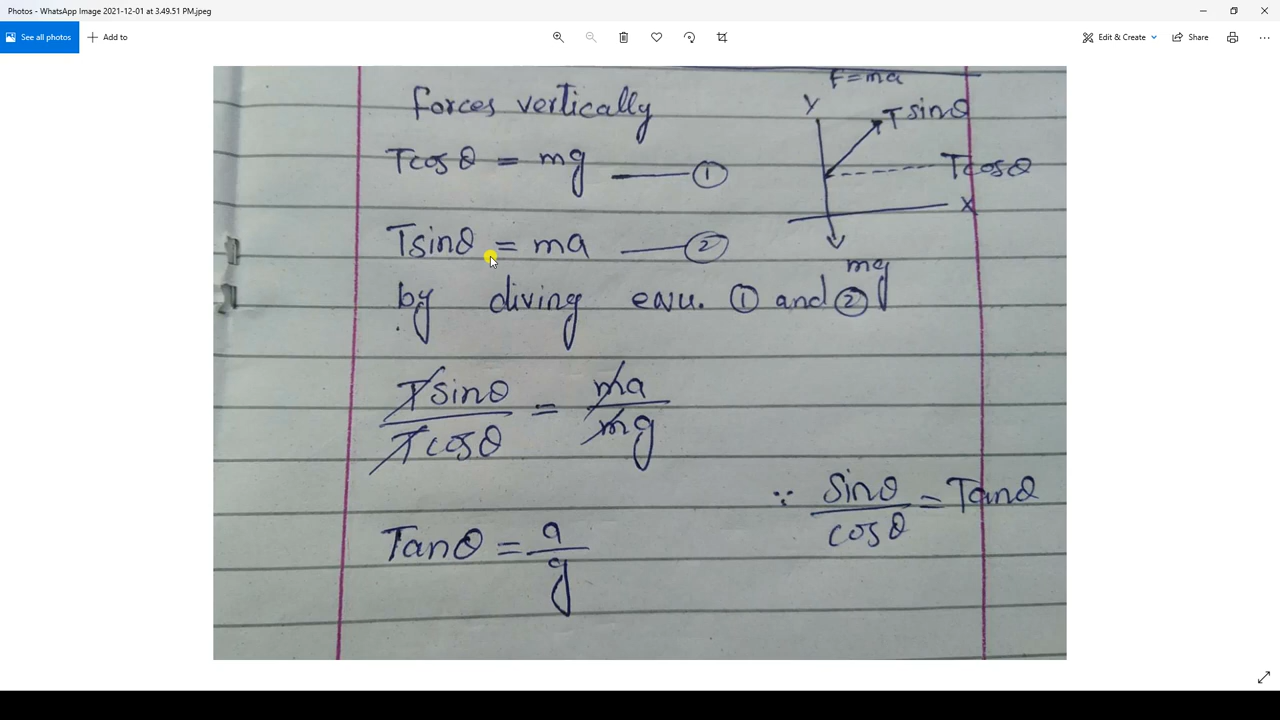 Photos - WhatsApp Image 2021-12-01 at 3.49.51 PM.jpeg
See all photos
Add to
Edit & Create
Share
F=ma
forces vertically
Y
Tsinθ
Tcosθ = mg —— ①
Tcosθ
X
Tsinθ = ma —— ②
mg
by diving equ. ① and ②
Tsinθ / Tcosθ = ma / mg
∵ Sinθ / cosθ = Tanθ
Tanθ = a / g